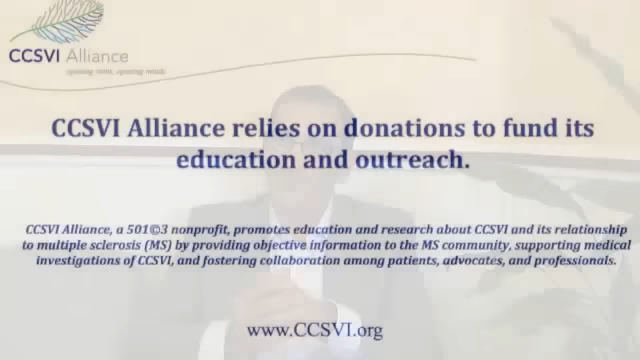 CCSVI Alliance
opening veins, opening minds
CCSVI Alliance relies on donations to fund its
education and outreach.
CCSVI Alliance, a 501©3 nonprofit, promotes education and research about CCSVI and its relationship
to multiple sclerosis (MS) by providing objective information to the MS community, supporting medical
investigations of CCSVI, and fostering collaboration among patients, advocates, and professionals.
www.CCSVI.org